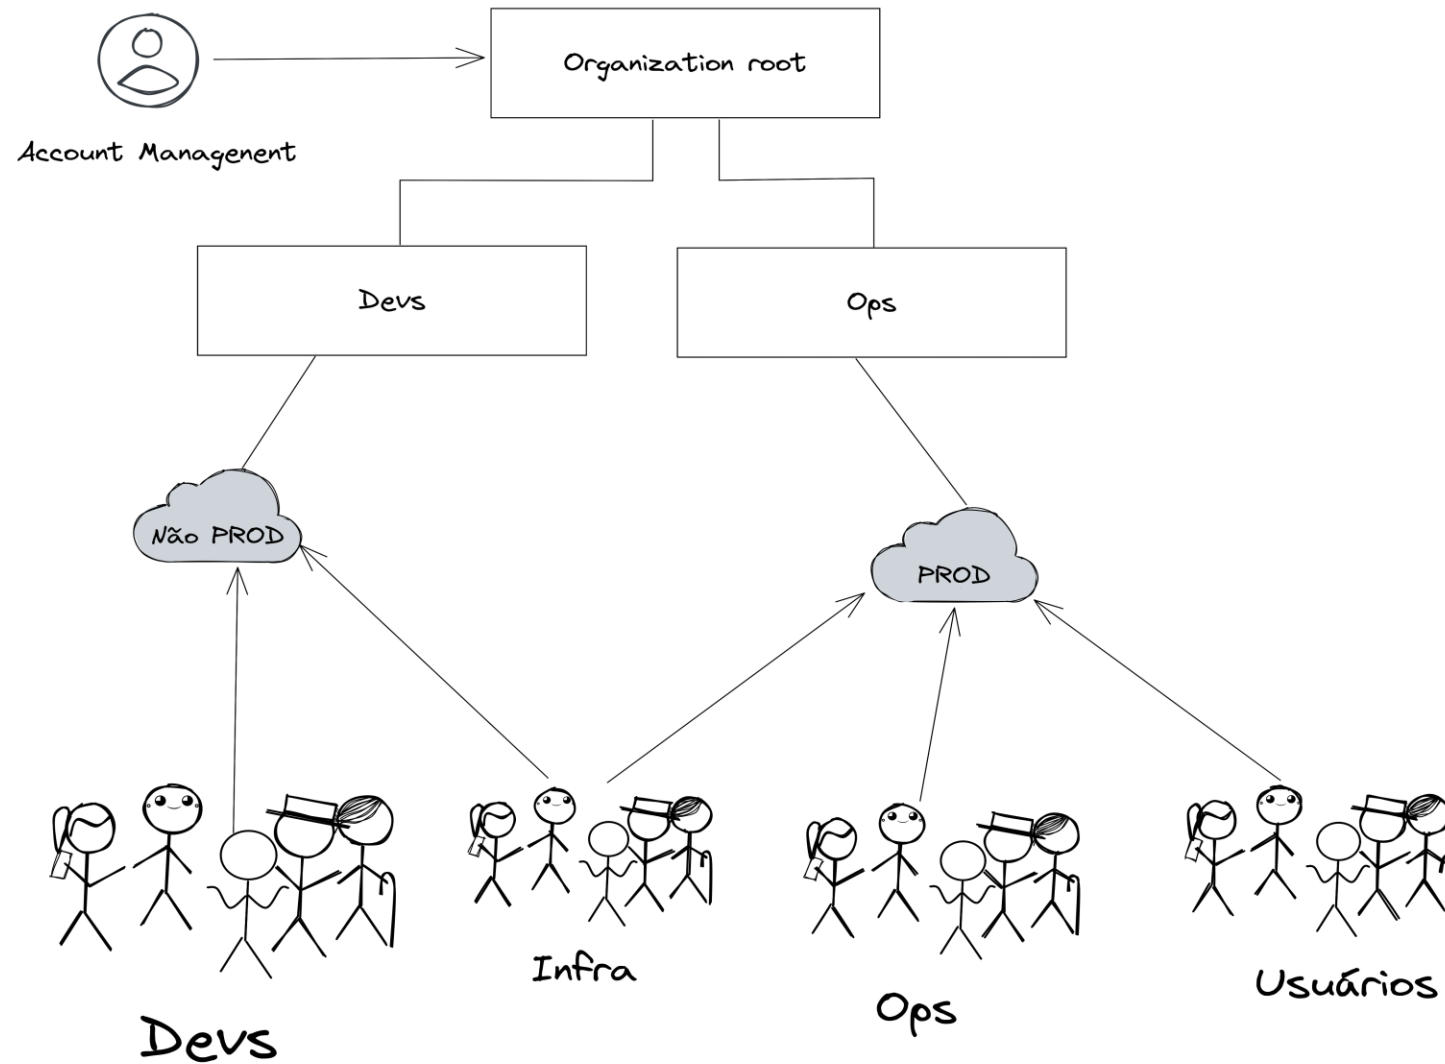 Organization root
Account Managenent
Devs
Ops
Não PROD
PROD
Infra
Usuários
Ops
Devs